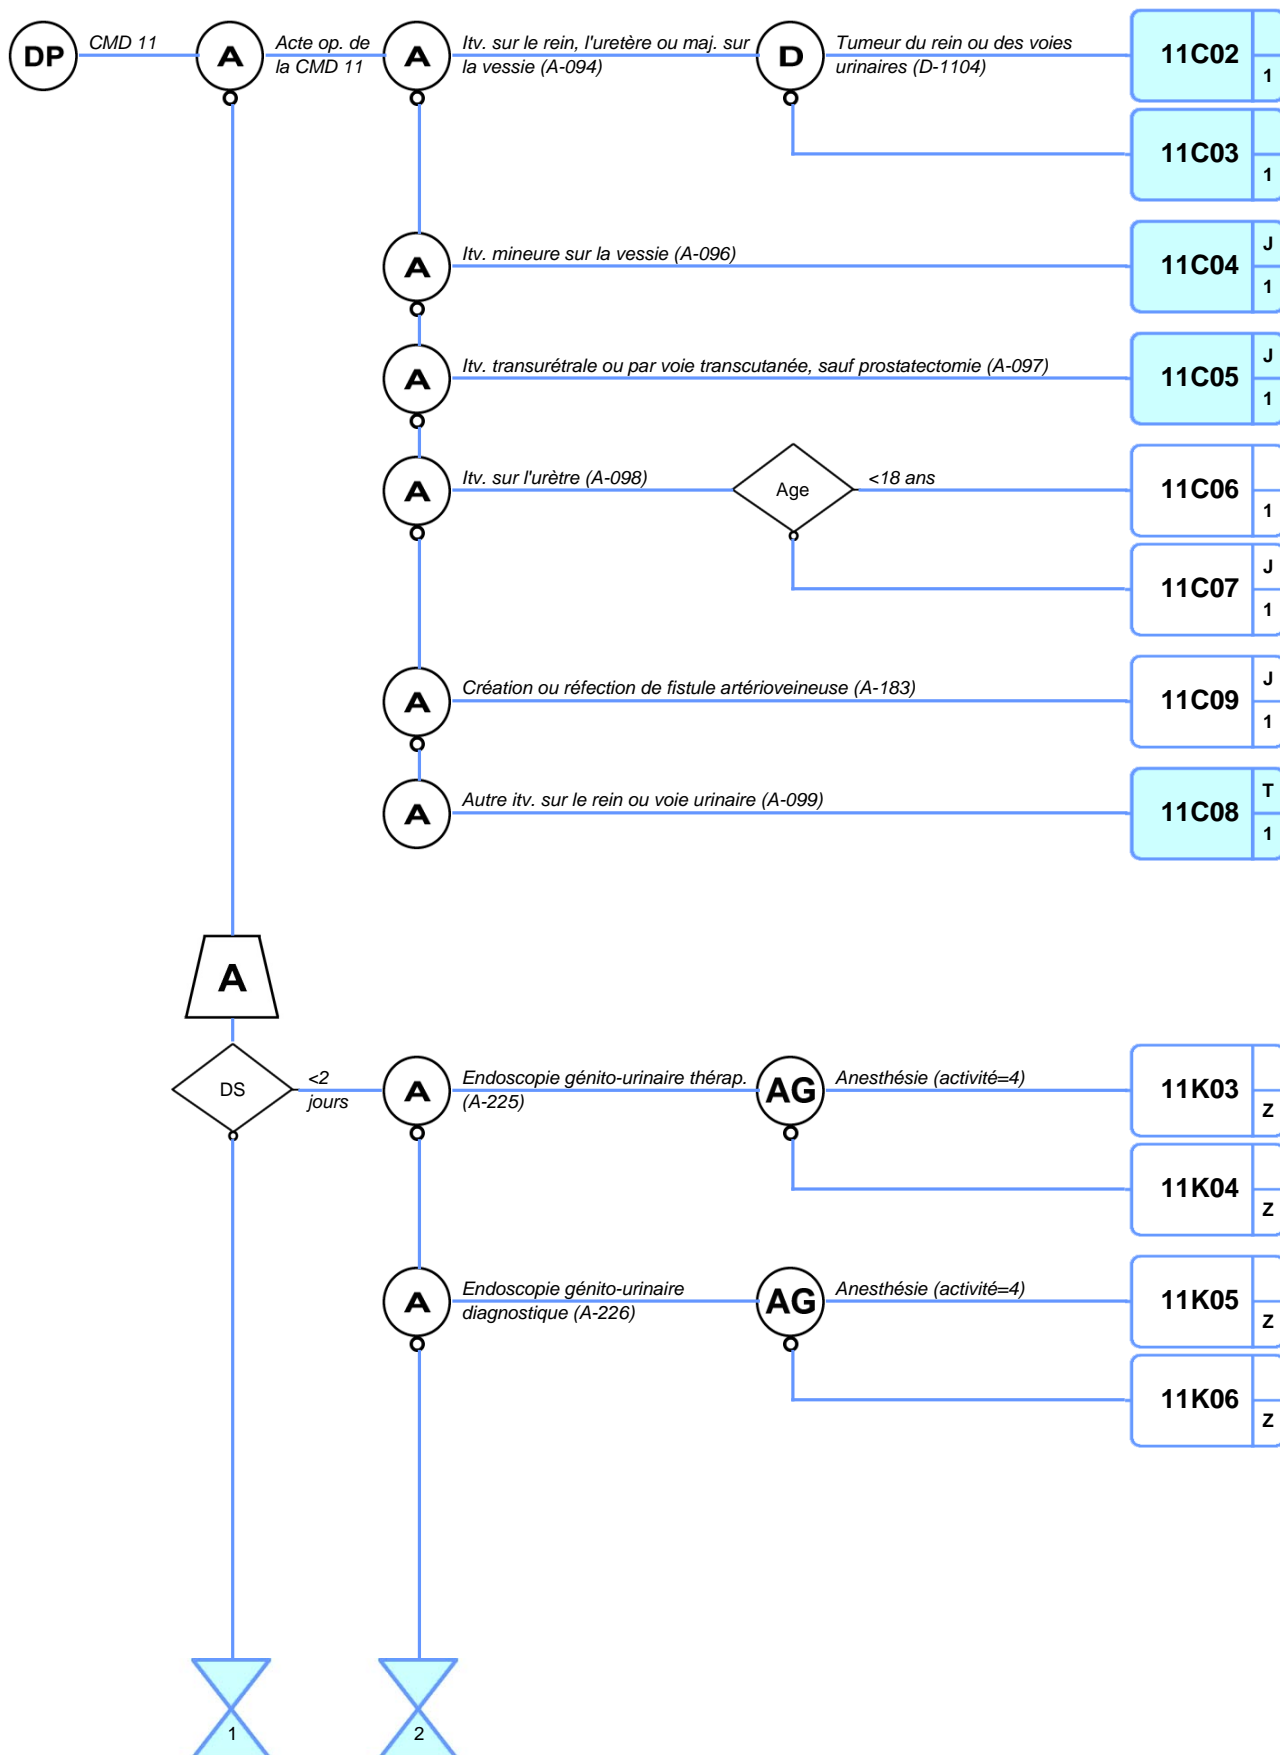 DP
CMD 11
A
Acte op. de
la CMD 11
A
Itv. sur le rein, l'uretère ou maj. sur
la vessie (A-094)
D
Tumeur du rein ou des voies
urinaires (D-1104)
11C02
1
11C03
1
A
Itv. mineure sur la vessie (A-096)
11C04
J
1
A
Itv. transurétrale ou par voie transcutanée, sauf prostatectomie (A-097)
11C05
J
1
A
Itv. sur l'urètre (A-098)
Age
<18 ans
11C06
1
11C07
J
1
A
Création ou réfection de fistule artérioveineuse (A-183)
11C09
J
1
A
Autre itv. sur le rein ou voie urinaire (A-099)
11C08
T
1
A
DS
<2
jours
A
Endoscopie génito-urinaire thérap.
(A-225)
AG
Anesthésie (activité=4)
11K03
Z
11K04
Z
A
Endoscopie génito-urinaire
diagnostique (A-226)
AG
Anesthésie (activité=4)
11K05
Z
11K06
Z
1
2